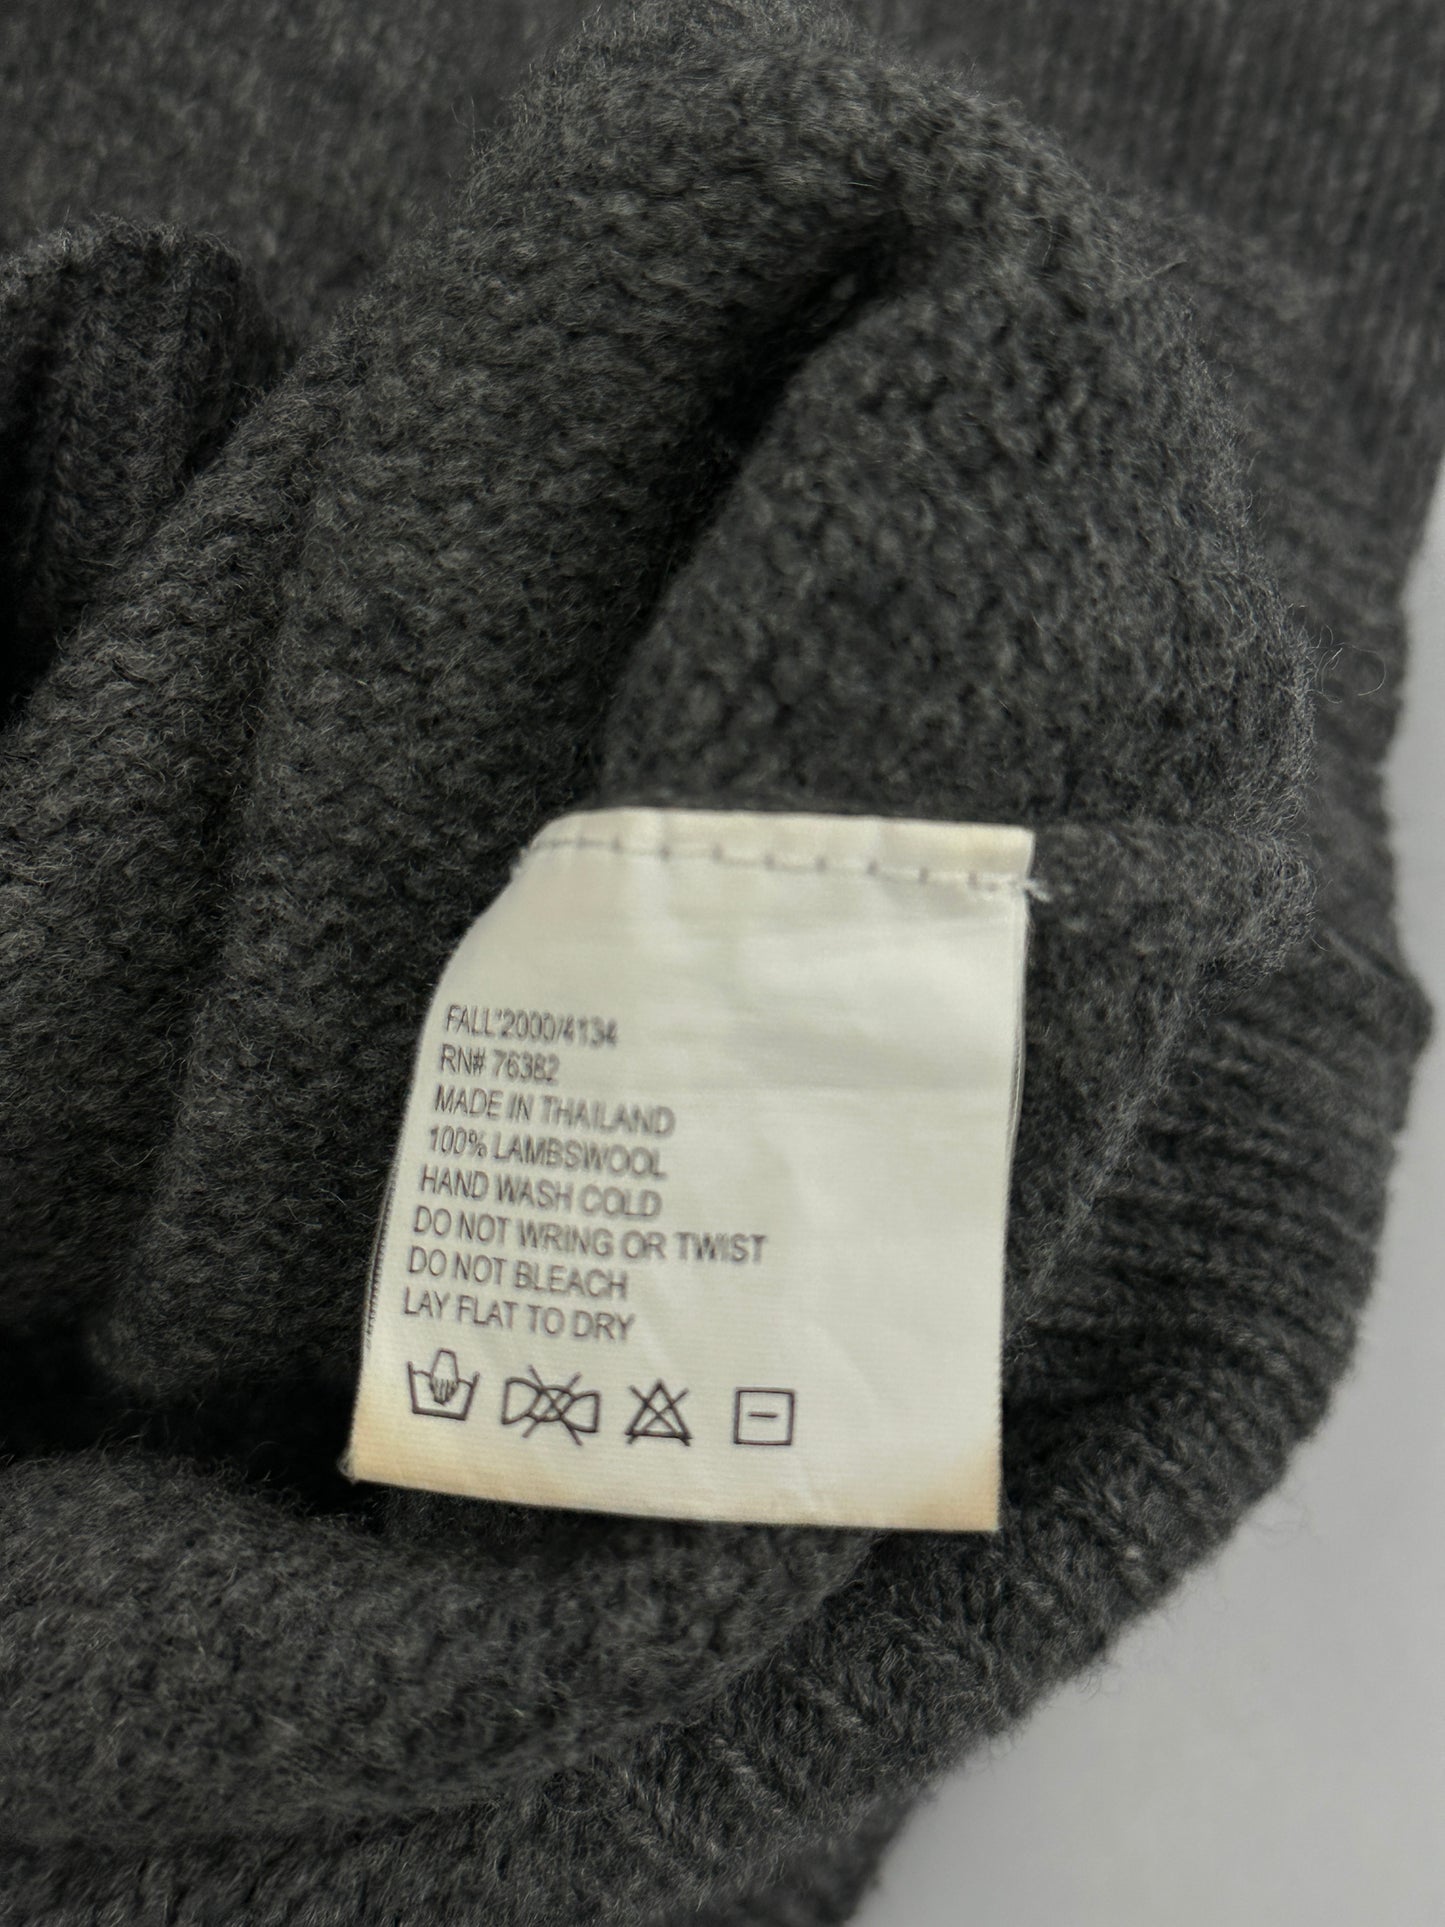 FALL'2000/4134
RN# 76382
MADE IN THAILAND
100% LAMBSWOOL
HAND WASH COLD
DO NOT WRING OR TWIST
DO NOT BLEACH
LAY FLAT TO DRY